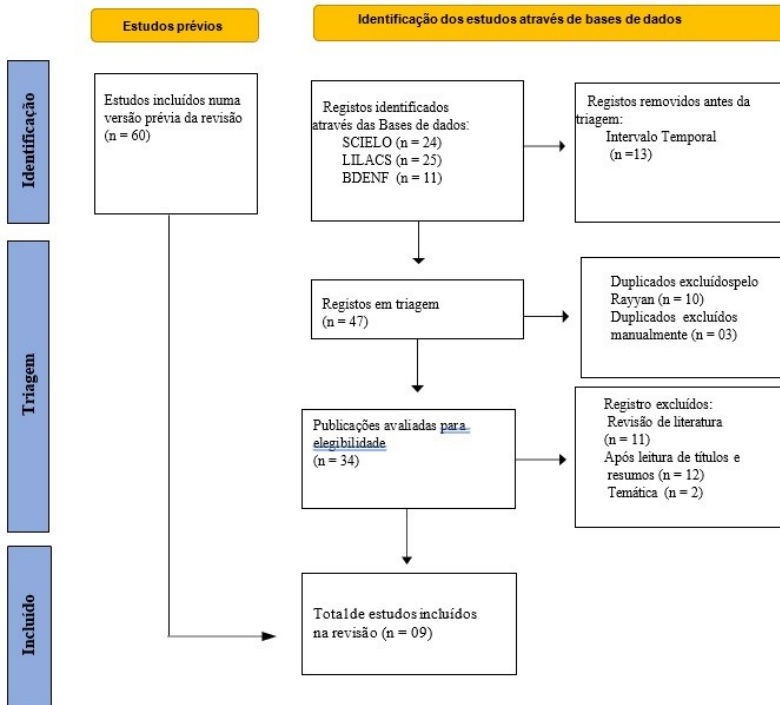 Estudos prévios
Identificação dos estudos através de bases de dados
Identificação
Estudos incluídos numa
versão prévia da revisão
(n = 60)
Registos identificados
através das Bases de dados:
SCIELO (n = 24)
LILACS (n = 25)
BDENF (n = 11)
Registos removidos antes da
triagem:
Intervalo Temporal
(n =13)
Triagem
Registos em triagem
(n = 47)
Duplicados excluídospelo
Rayyan (n = 10)
Duplicados excluídos
manualmente (n = 03)
Publicações avaliadas para
elegibilidade
(n = 34)
Registro excluídos:
Revisão de literatura
(n = 11)
Após leitura de títulos e
resumos (n = 12)
Temática (n = 2)
Incluído
Total de estudos incluídos
na revisão (n = 09)